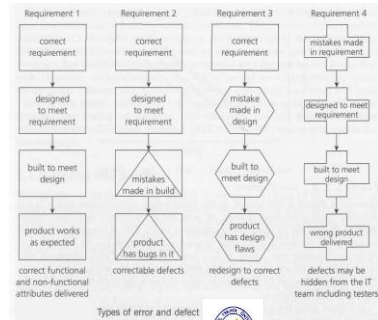 Requirement 1
correct
requirement
designed
to meet
requirement
built to meet
design
product works
as expected
correct functional
and non-functional
attributes delivered
Requirement 2
correct
requirement
designed
to meet
requirement
mistakes
made in build
product
has bugs in it
correctable defects
Requirement 3
correct
requirement
mistake
made in
design
built to
meet design
product
has design
flaws
redesign to correct
defects
Requirement 4
mistakes made
in requirement
designed to meet
requirement
built to meet
design
wrong product
delivered
defects may be
hidden from the IT
team including testers
Types of error and defect